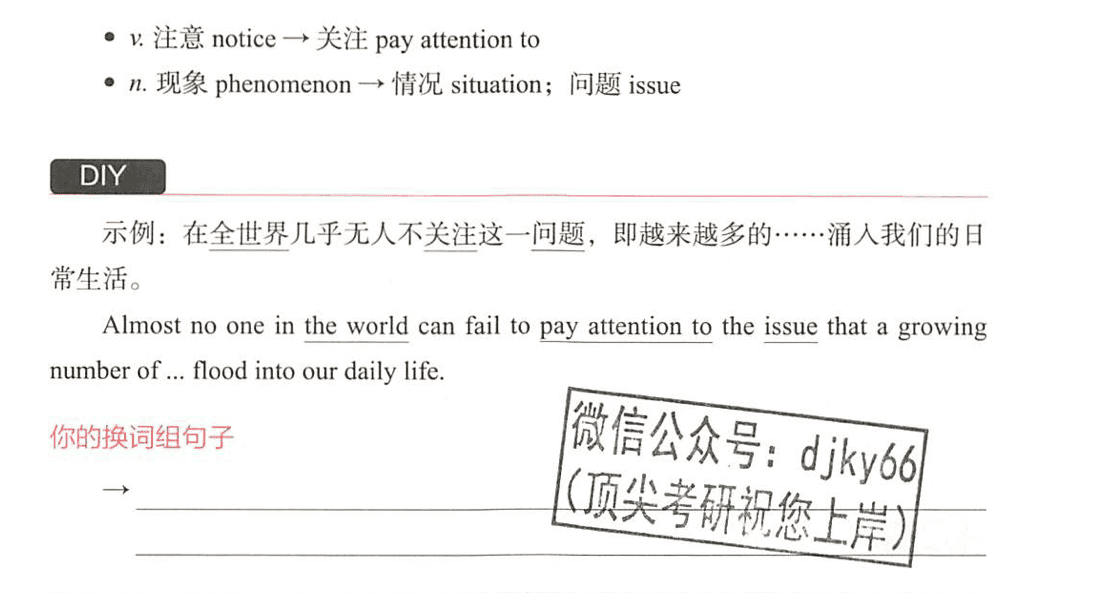 • v. 注意 notice → 关注 pay attention to
• n. 现象 phenomenon → 情况 situation；问题 issue
DIY
示例：在全世界几乎无人不关注这一问题，即越来越多的……涌入我们的日
常生活。
Almost no one in the world can fail to pay attention to the issue that a growing
number of ... flood into our daily life.
你的换词组句子
→
微信公众号：djky66
（顶尖考研祝您上岸）